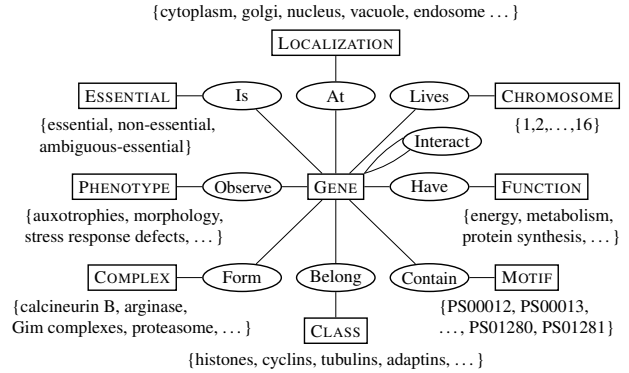 {cytoplasm, golgi, nucleus, vacuole, endosome ... }
LOCALIZATION
ESSENTIAL
Is
At
Lives
CHROMOSOME
{essential, non-essential,
ambiguous-essential}
{1,2,...,16}
Interact
PHENOTYPE
Observe
GENE
Have
FUNCTION
{auxotrophies, morphology,
stress response defects, ... }
{energy, metabolism,
protein synthesis, ... }
COMPLEX
Form
Belong
Contain
MOTIF
{calcineurin B, arginase,
Gim complexes, proteasome, ... }
{PS00012, PS00013,
..., PS01280, PS01281}
CLASS
{histones, cyclins, tubulins, adaptins, ... }